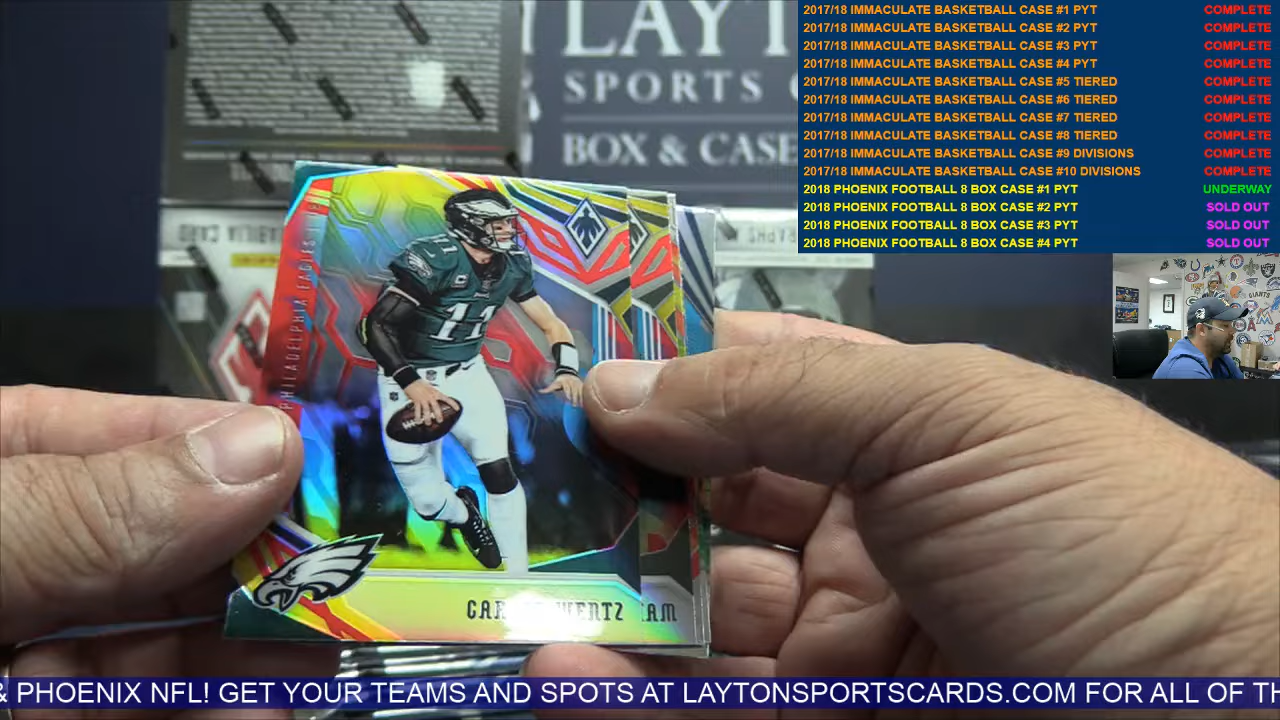 2017/18 IMMACULATE BASKETBALL CASE #1 PYT COMPLETE
2017/18 IMMACULATE BASKETBALL CASE #2 PYT COMPLETE
2017/18 IMMACULATE BASKETBALL CASE #3 PYT COMPLETE
2017/18 IMMACULATE BASKETBALL CASE #4 PYT COMPLETE
2017/18 IMMACULATE BASKETBALL CASE #5 TIERED COMPLETE
2017/18 IMMACULATE BASKETBALL CASE #6 TIERED COMPLETE
2017/18 IMMACULATE BASKETBALL CASE #7 TIERED COMPLETE
2017/18 IMMACULATE BASKETBALL CASE #8 TIERED COMPLETE
2017/18 IMMACULATE BASKETBALL CASE #9 DIVISIONS COMPLETE
2017/18 IMMACULATE BASKETBALL CASE #10 DIVISIONS COMPLETE
2018 PHOENIX FOOTBALL 8 BOX CASE #1 PYT UNDERWAY
2018 PHOENIX FOOTBALL 8 BOX CASE #2 PYT SOLD OUT
2018 PHOENIX FOOTBALL 8 BOX CASE #3 PYT SOLD OUT
2018 PHOENIX FOOTBALL 8 BOX CASE #4 PYT SOLD OUT
LAYT
SPORTS C
BOX & CASE
PHILADELPHIA EAGLES
11
11
WENTZ
AM
GIANTS
& PHOENIX NFL! GET YOUR TEAMS AND SPOTS AT LAYTONSPORTSCARDS.COM FOR ALL OF TH